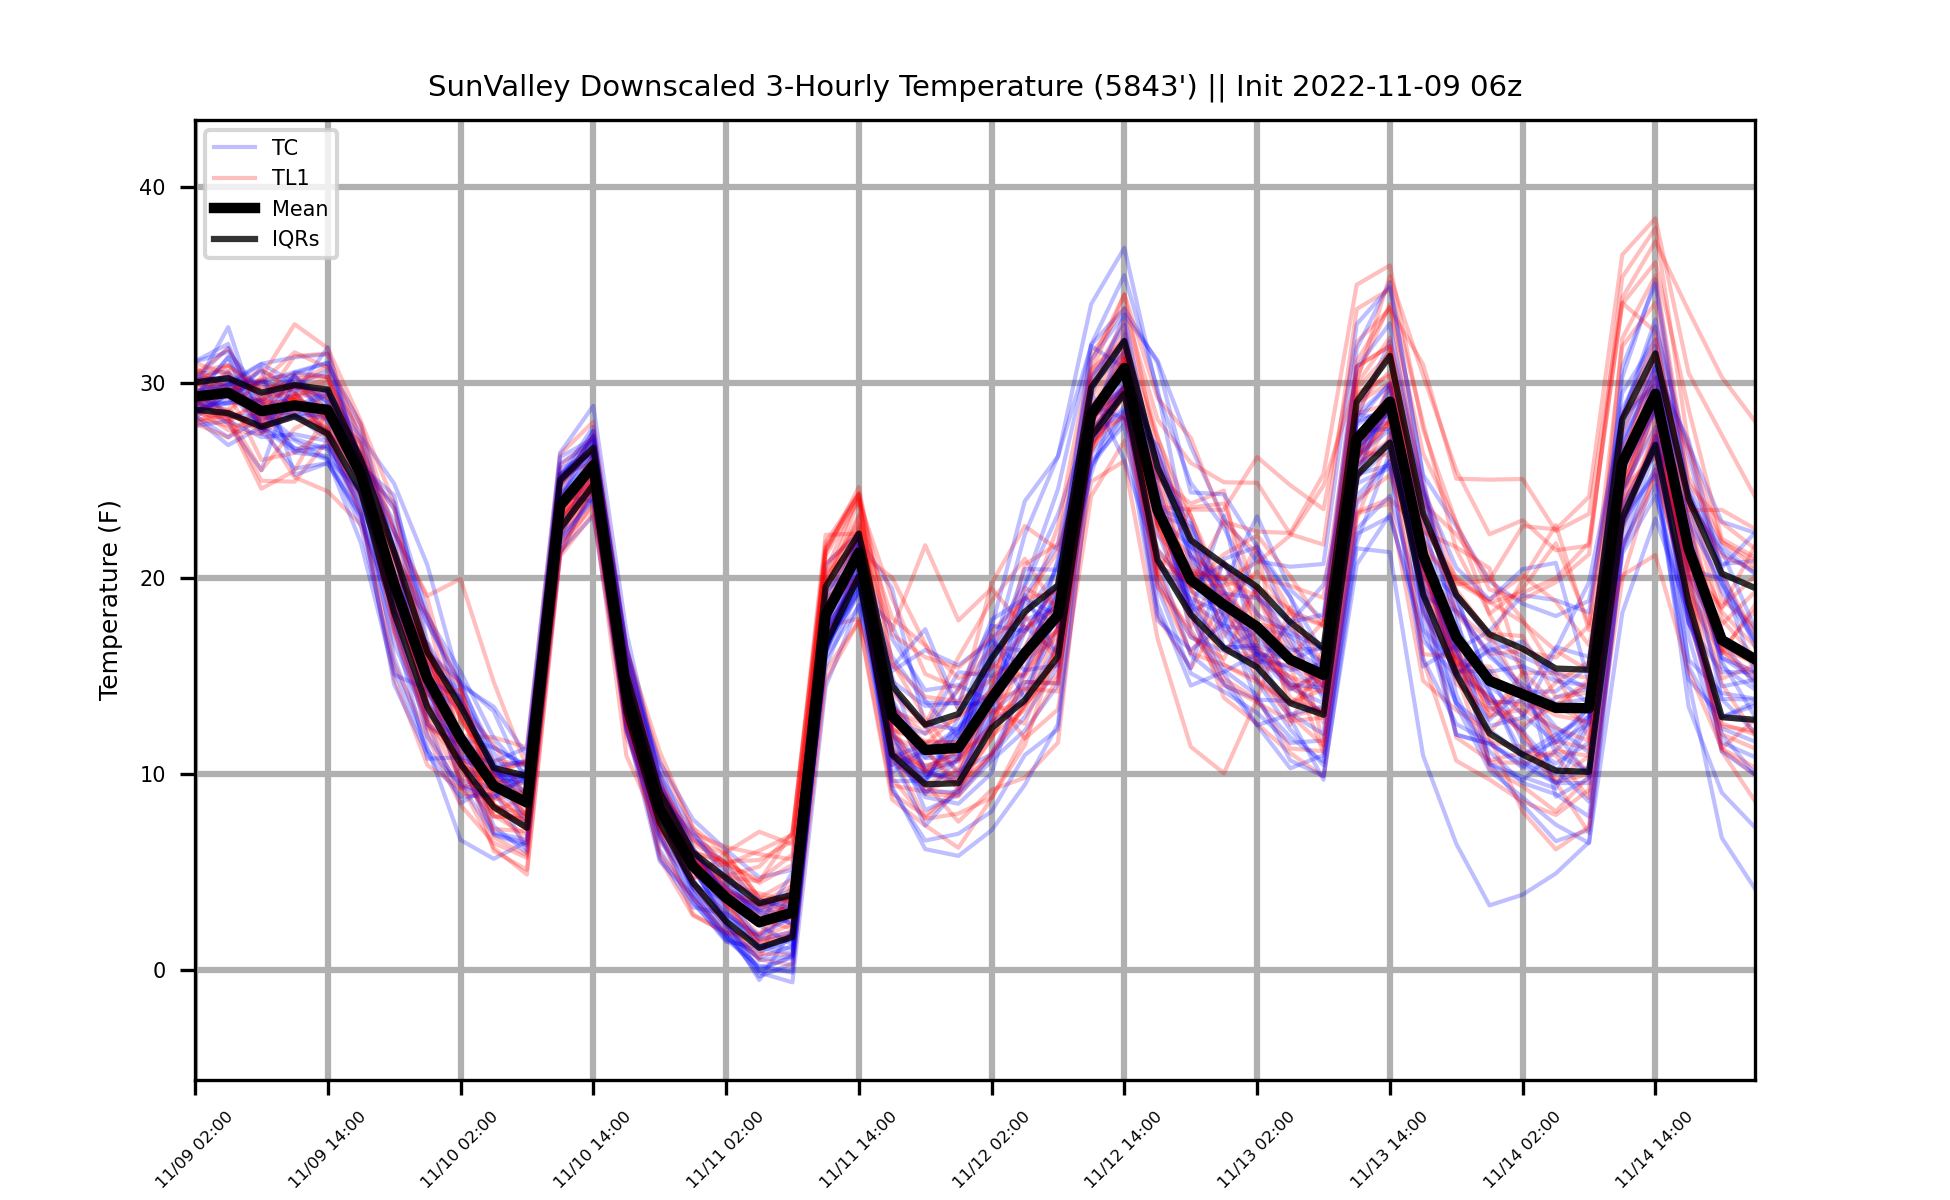 SunValley Downscaled 3-Hourly Temperature (5843') || Init 2022-11-09 06z
TC
TL1
Mean
IQRs
Temperature (F)
40
30
20
10
0
11/09 02:00
11/09 14:00
11/10 02:00
11/10 14:00
11/11 02:00
11/11 14:00
11/12 02:00
11/12 14:00
11/13 02:00
11/13 14:00
11/14 02:00
11/14 14:00